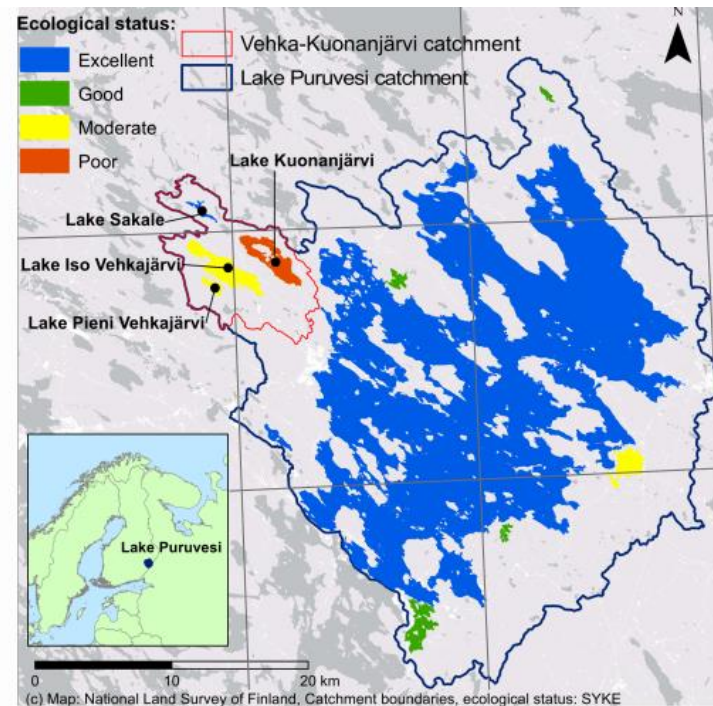 Ecological status:
Excellent
Good
Moderate
Poor
Vehka-Kuonanjärvi catchment
Lake Puruvesi catchment
N
Lake Kuonanjärvi
Lake Sakale
Lake Iso Vehkajärvi
Lake Pieni Vehkajärvi
Lake Puruvesi
0 10 20 km
(c) Map: National Land Survey of Finland, Catchment boundaries, ecological status: SYKE